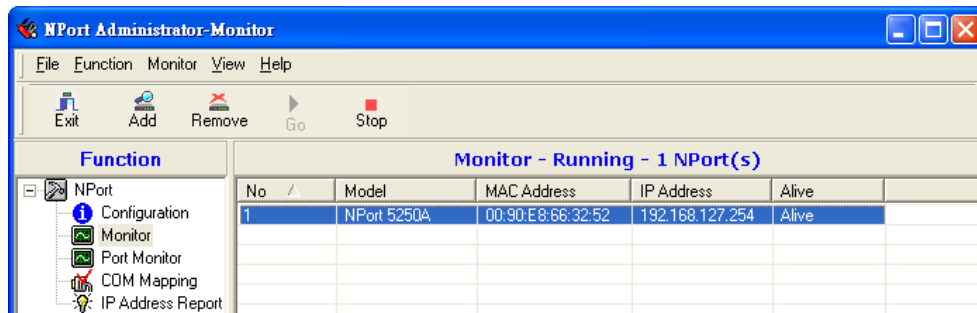 NPort Administrator-Monitor
File Function Monitor View Help
Exit Add Remove Go Stop
Function
Monitor - Running - 1 NPort(s)
NPort
Configuration
Monitor
Port Monitor
COM Mapping
IP Address Report
No Model MAC Address IP Address Alive
1 NPort 5250A 00:90:E8:66:32:52 192.168.127.254 Alive